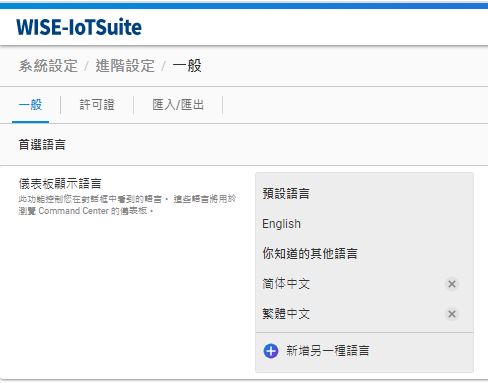 WISE-IoTSuite
系統設定 / 進階設定 / 一般
一般 許可證 匯入/匯出
首選語言
儀表板顯示語言
此功能控制您在對話框中看到的語言。 這些語言將用於
瀏覽 Command Center 的儀表板。
預設語言
English
你知道的其他語言
简体中文
繁體中文
新增另一種語言